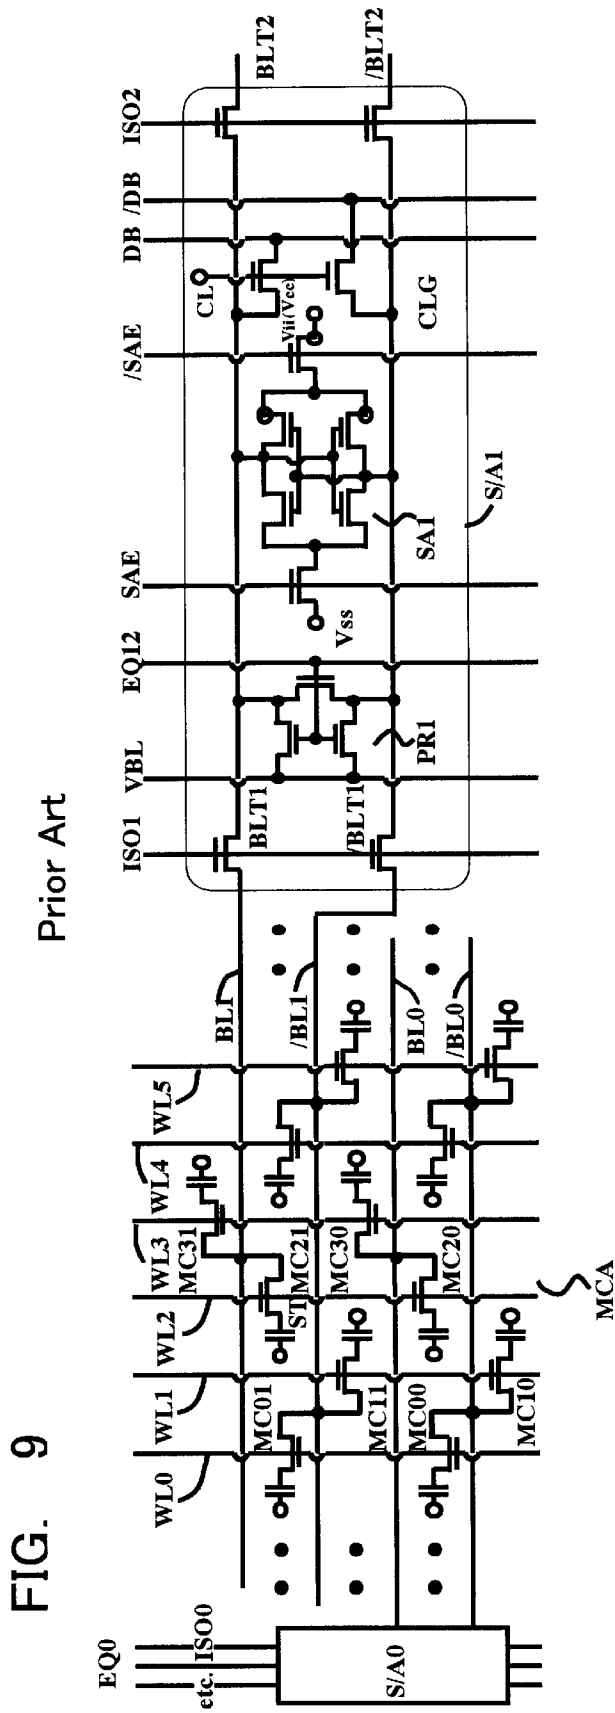 FIG. 9
Prior Art
EQ0
ISO0
etc.
S/A0
WL0
WL1
WL2
WL3
WL4
WL5
MC01
MC11
MC00
MC10
ST
MC21
MC31
MC30
MC20
MCA
BL1
/BL1
BL0
/BL0
ISO1
VBL
EQ12
SAE
/SAE
DB
/DB
ISO2
BLT1
/BLT1
PR1
Vss
SA1
S/A1
Vii(Vcc)
CL
CLG
BLT2
/BLT2